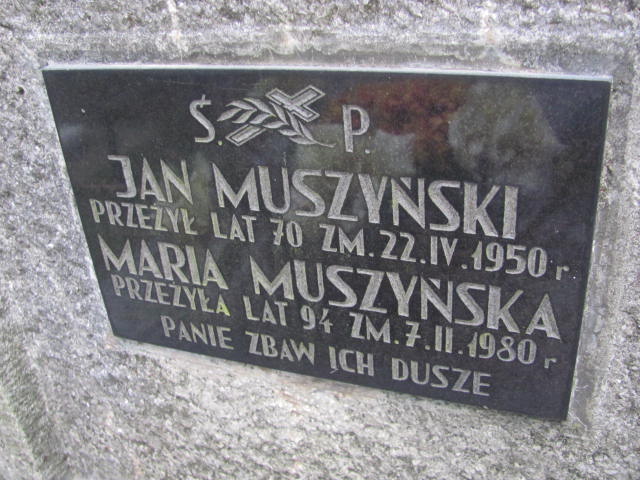 Ś. P.
JAN MUSZYŃSKI
PRZEŻYŁ LAT 70 ZM. 22.IV.1950 r.
MARIA MUSZYŃSKA
PRZEŻYŁA LAT 94 ZM. 7.II.1980 r
PANIE ZBAW ICH DUSZE